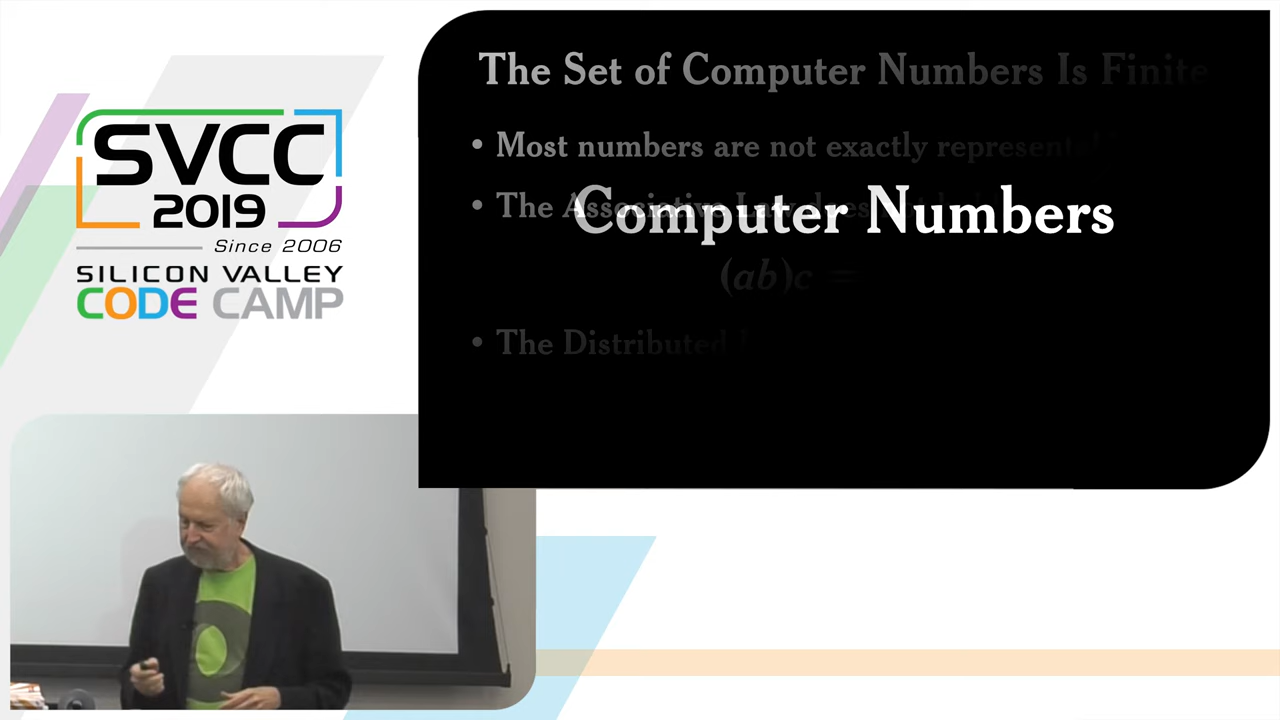 SVCC
2019
Since 2006
SILICON VALLEY
CODE CAMP
The Set of Computer Numbers Is Finite
• Most numbers are not exactly
Computer Numbers
• The Associative
(ab)c =
• The Distributed